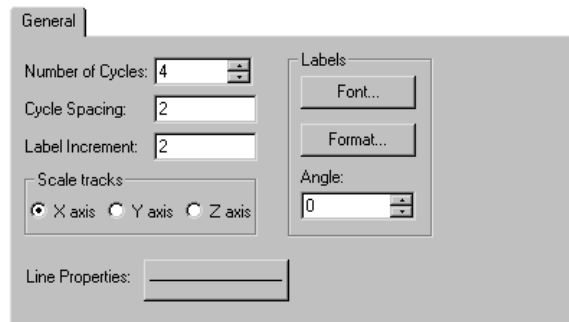 General
Number of Cycles: 4
Cycle Spacing: 2
Label Increment: 2
Scale tracks
X axis Y axis Z axis
Labels
Font...
Format...
Angle:
0
Line Properties: